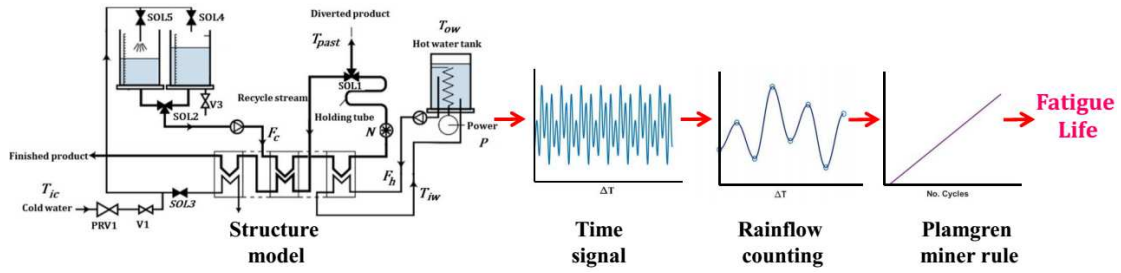 SOL5
SOL4
Diverted product
T_past
T_ow
Hot water tank
SOL1
V3
SOL2
Recycle stream
Holding tube
F_c
N
Power
P
Finished product
F_h
T_iw
T_ic
Cold water
SOL3
PRV1
V1
Structure
model
ΔT
Time
signal
ΔT
Rainflow
counting
No. Cycles
Plamgren
miner rule
Fatigue
Life